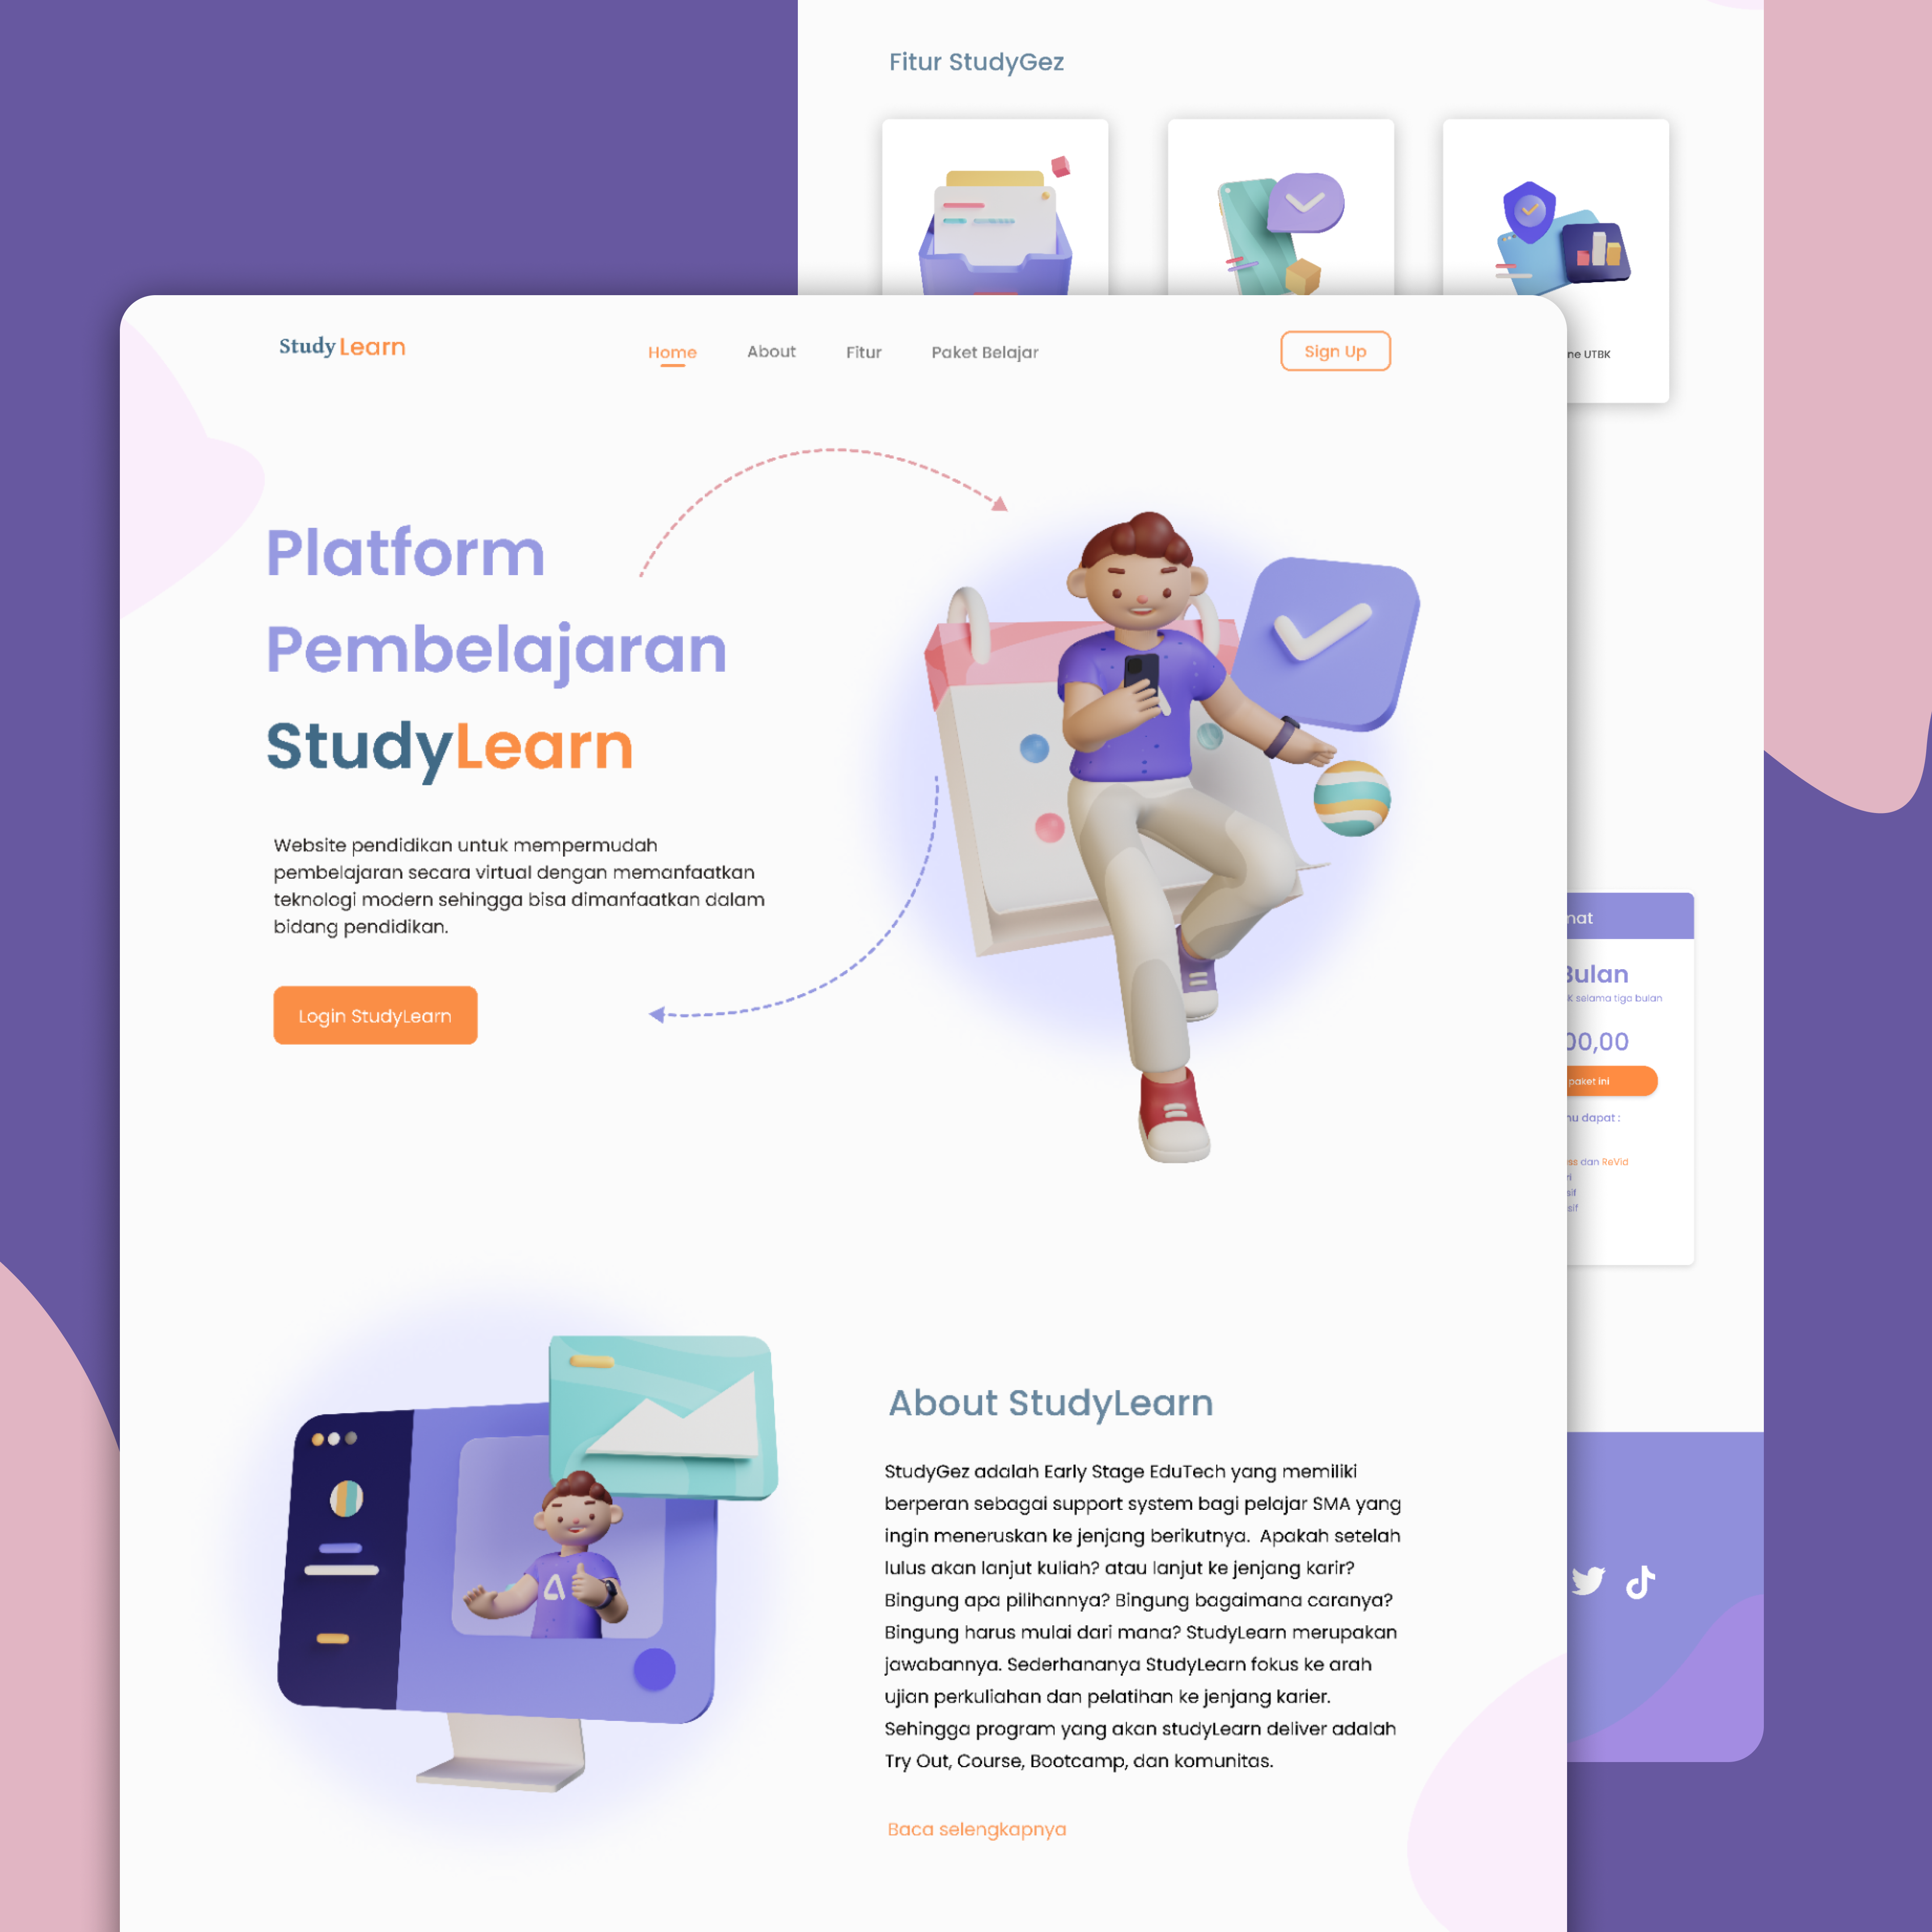 Fitur StudyGez
ne UTBK
Study Learn
Home About Fitur Paket Belajar
Sign Up
Platform
Pembelajaran
StudyLearn
Website pendidikan untuk mempermudah
pembelajaran secara virtual dengan memanfaatkan
teknologi modern sehingga bisa dimanfaatkan dalam
bidang pendidikan.
Login StudyLearn
Bulan
K selama tiga bulan
00,00
paket ini
dapat :
dan ReVid
About StudyLearn
StudyGez adalah Early Stage EduTech yang memiliki
berperan sebagai support system bagi pelajar SMA yang
ingin meneruskan ke jenjang berikutnya. Apakah setelah
lulus akan lanjut kuliah? atau lanjut ke jenjang karir?
Bingung apa pilihannya? Bingung bagaimana caranya?
Bingung harus mulai dari mana? StudyLearn merupakan
jawabannya. Sederhananya StudyLearn fokus ke arah
ujian perkuliahan dan pelatihan ke jenjang karier.
Sehingga program yang akan studyLearn deliver adalah
Try Out, Course, Bootcamp, dan komunitas.
Baca selengkapnya